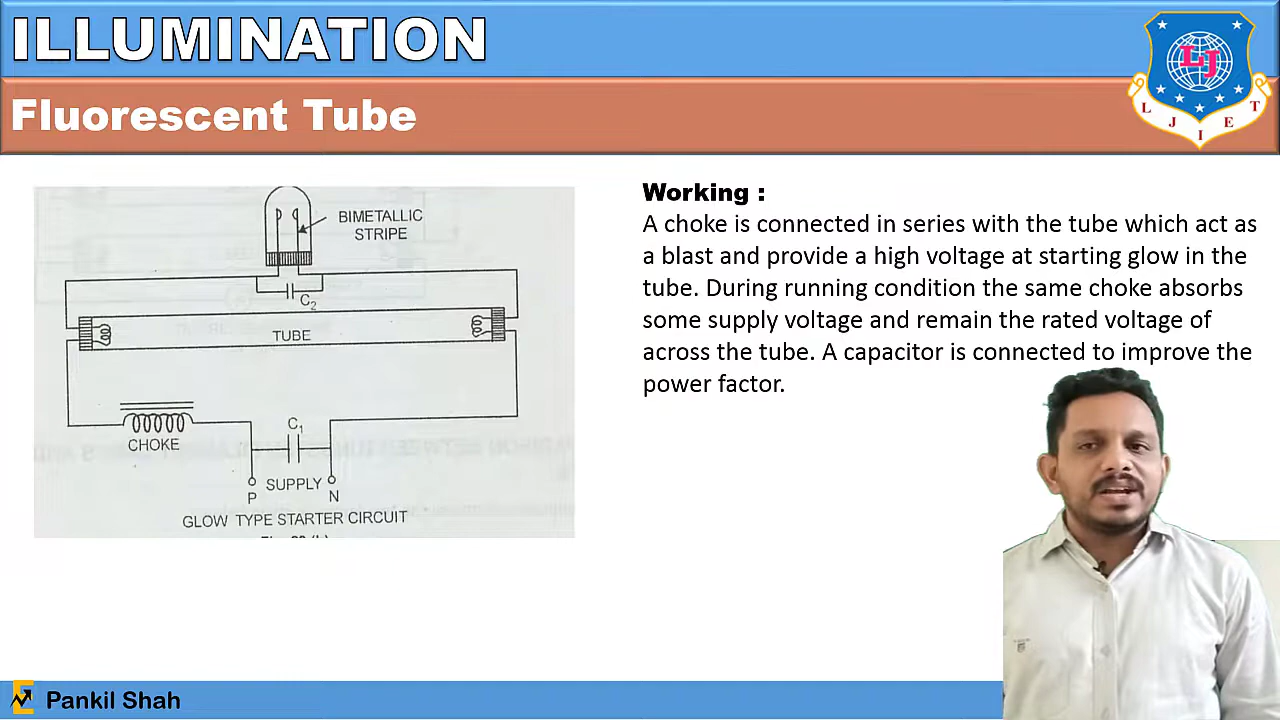 ILLUMINATION
Fluorescent Tube
L J I E T
LJ
BIMETALLIC
STRIPE
C2
TUBE
CHOKE
C1
SUPPLY
P
N
GLOW TYPE STARTER CIRCUIT
Working :
A choke is connected in series with the tube which act as
a blast and provide a high voltage at starting glow in the
tube. During running condition the same choke absorbs
some supply voltage and remain the rated voltage of
across the tube. A capacitor is connected to improve the
power factor.
Pankil Shah